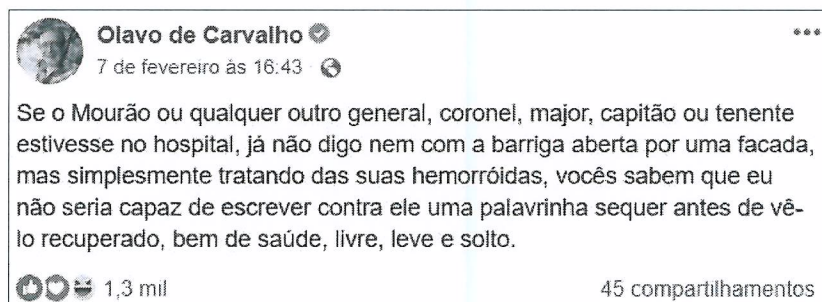 Olavo de Carvalho
7 de fevereiro às 16:43
Se o Mourão ou qualquer outro general, coronel, major, capitão ou tenente
estivesse no hospital, já não digo nem com a barriga aberta por uma facada,
mas simplesmente tratando das suas hemorróidas, vocês sabem que eu
não seria capaz de escrever contra ele uma palavrinha sequer antes de vê-
lo recuperado, bem de saúde, livre, leve e solto.
1,3 mil 45 compartilhamentos